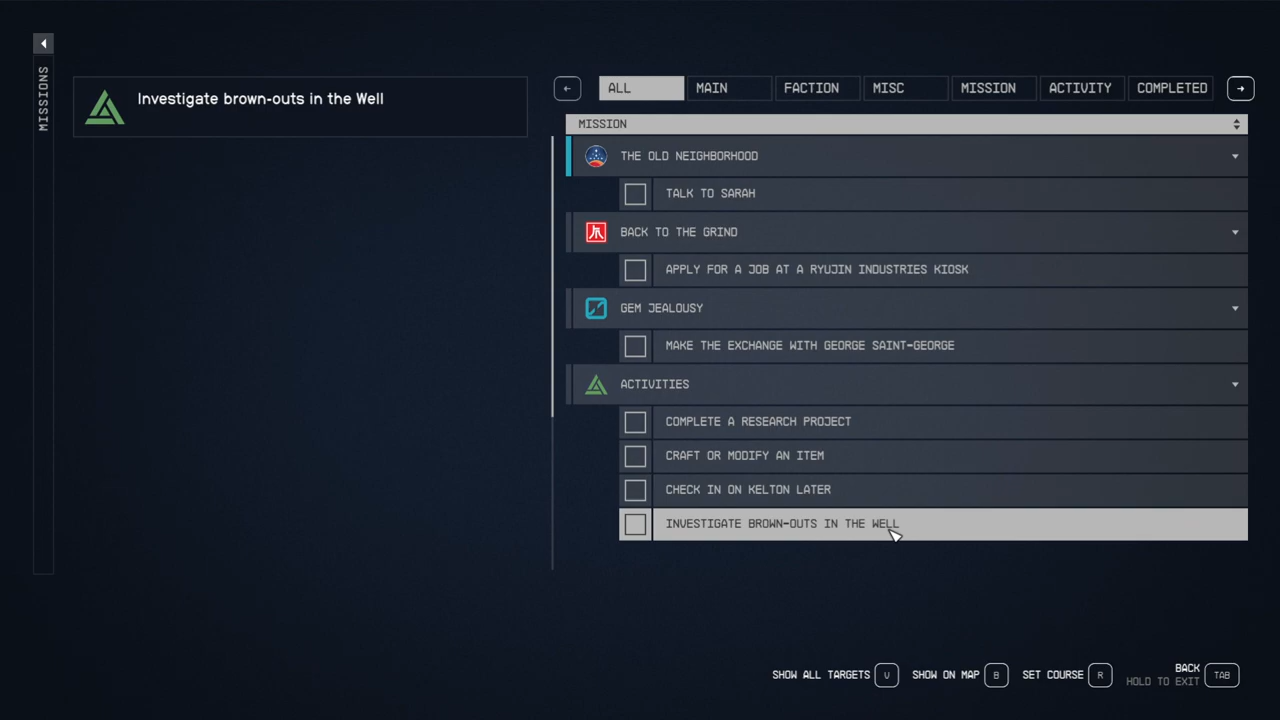 MISSIONS
Investigate brown-outs in the Well
ALL
MAIN
FACTION
MISC
MISSION
ACTIVITY
COMPLETED
MISSION
THE OLD NEIGHBORHOOD
TALK TO SARAH
BACK TO THE GRIND
APPLY FOR A JOB AT A RYUJIN INDUSTRIES KIOSK
GEM JEALOUSY
MAKE THE EXCHANGE WITH GEORGE SAINT-GEORGE
ACTIVITIES
COMPLETE A RESEARCH PROJECT
CRAFT OR MODIFY AN ITEM
CHECK IN ON KELTON LATER
INVESTIGATE BROWN-OUTS IN THE WELL
SHOW ALL TARGETS V
SHOW ON MAP B
SET COURSE R
BACK
HOLD TO EXIT TAB